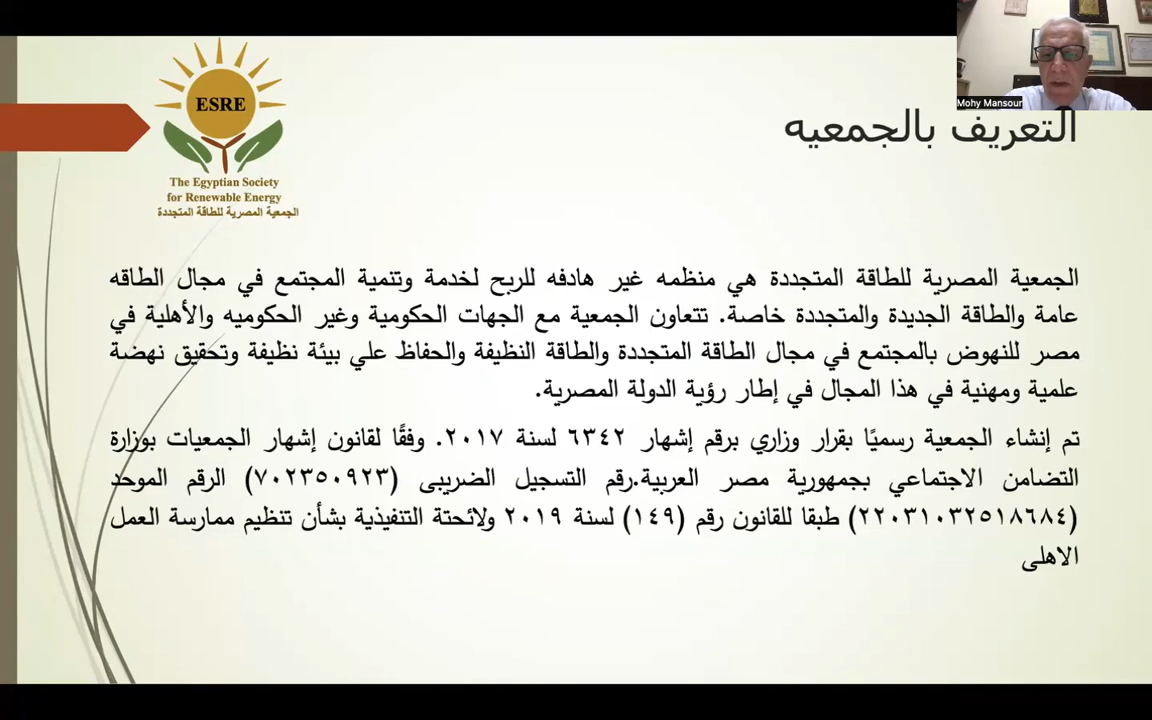 Mohy Mansour
التعريف بالجمعيه
ESRE
The Egyptian Society
for Renewable Energy
الجمعية المصرية للطاقة المتجددة
الجمعية المصرية للطاقة المتجددة هي منظمه غير هادفه للربح لخدمة وتنمية المجتمع في مجال الطاقه
عامة والطاقة الجديدة والمتجددة خاصة. تتعاون الجمعية مع الجهات الحكومية وغير الحكوميه والأهلية في
مصر للنهوض بالمجتمع في مجال الطاقة المتجددة والطاقة النظيفة والحفاظ علي بيئة نظيفة وتحقيق نهضة
علمية ومهنية في هذا المجال في إطار رؤية الدولة المصرية.
تم إنشاء الجمعية رسميًا بقرار وزاري برقم إشهار ٦٣٤٢ لسنة ٢٠١٧. وفقًا لقانون إشهار الجمعيات بوزارة
التضامن الاجتماعي بجمهورية مصر العربية.رقم التسجيل الضريبى (٧٠٢٣٥٠٩٢٣) الرقم الموحد
(٢٢٠٣١٠٣٢٥١٨٦٨٤) طبقا للقانون رقم (١٤٩) لسنة ٢٠١٩ ولائحتة التنفيذية بشأن تنظيم ممارسة العمل
الاهلى